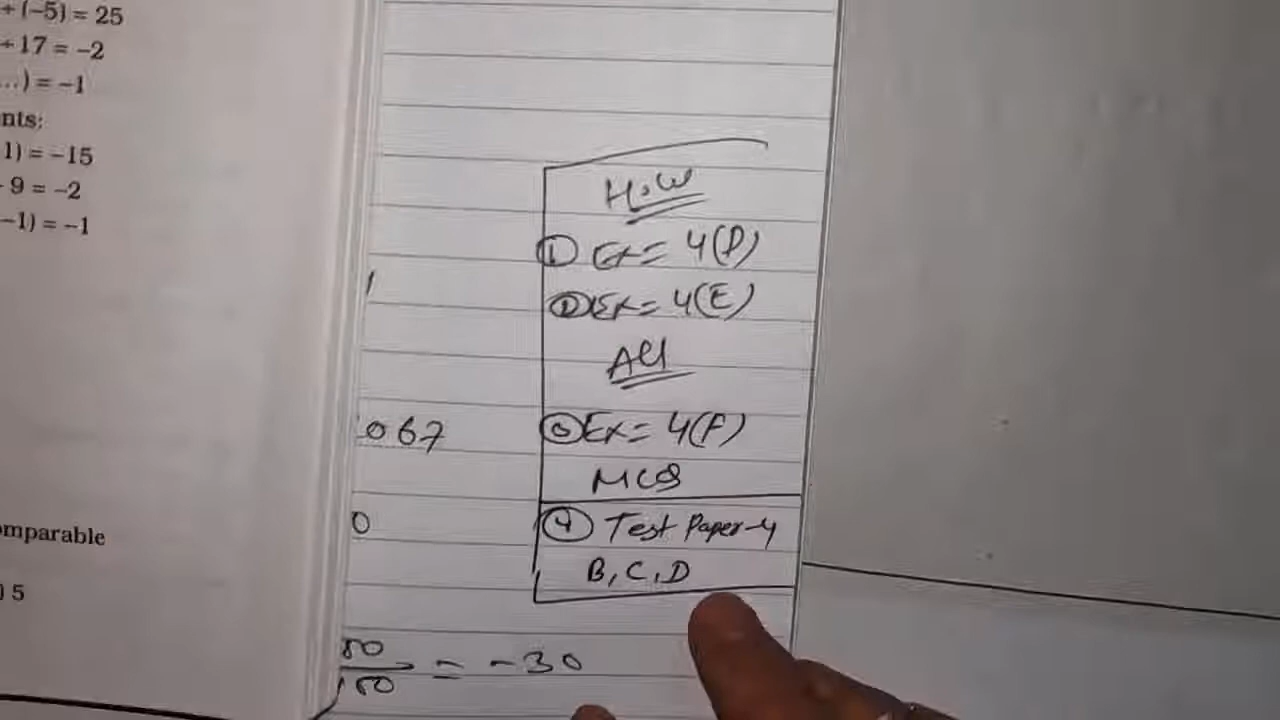 + (−5) = 25
+ 17 = −2
...) = −1
nts:
1) = −15
9 = −2
−1) = −1
omparable
) 5
H.W
① Ex = 4(D)
② Ex = 4(E)
All
③ Ex = 4(F)
MCQ
④ Test Paper-4
B, C, D
067
0
= -30